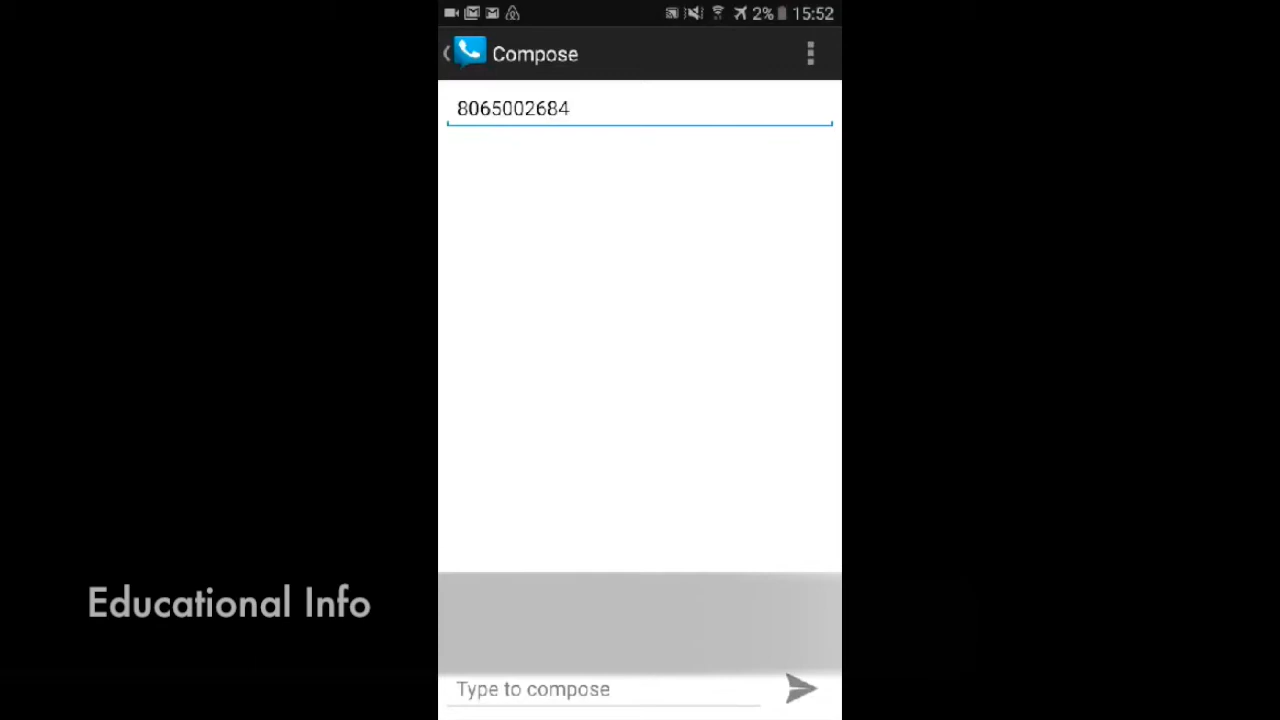 2% 15:52
Compose
8065002684
Educational Info
Type to compose